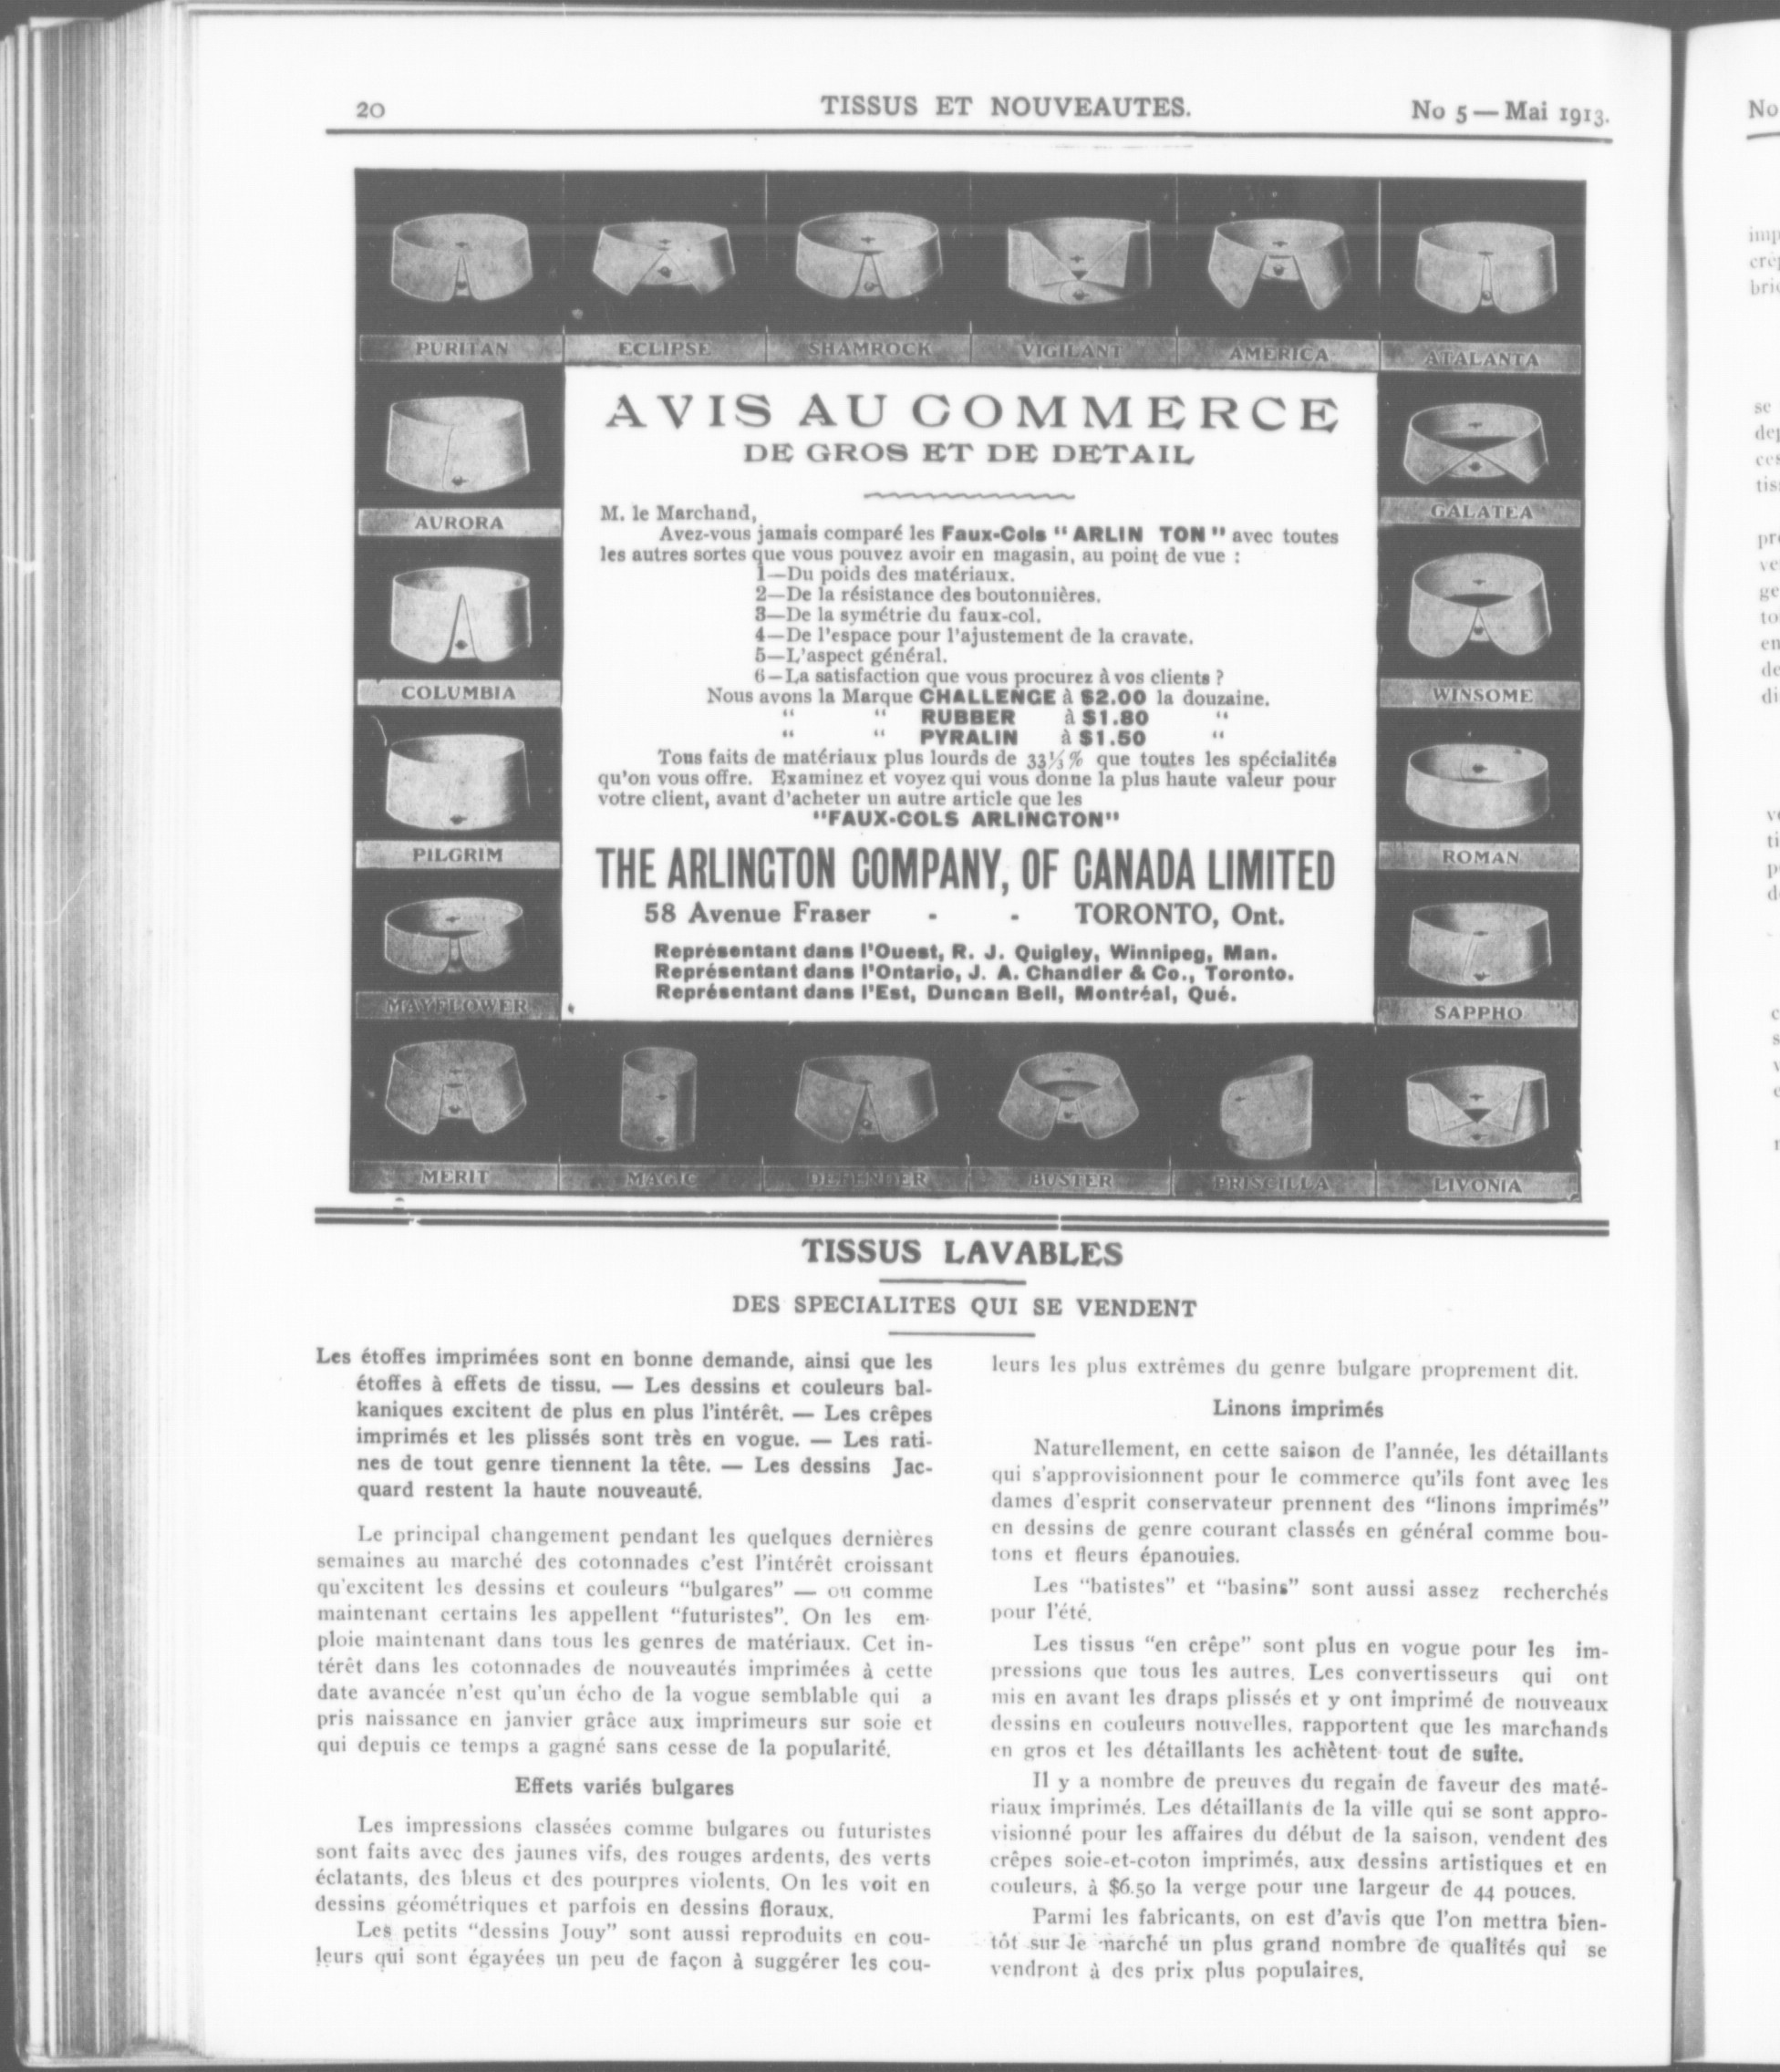 20
TISSUS ET NOUVEAUTES.
No 5 — Mai 1913.
PURITAN
ECLIPSE
SHAMROCK
VIGILANT
AMERICA
ATALANTA
AURORA
COLUMBIA
PILGRIM
MAYFLOWER
AVIS AU COMMERCE
DE GROS ET DE DETAIL
M. le Marchand,
Avez-vous jamais comparé les Faux-Cols "ARLIN TON" avec toutes
les autres sortes que vous pouvez avoir en magasin, au point de vue :
1—Du poids des matériaux.
2—De la résistance des boutonnières.
3—De la symétrie du faux-col.
4—De l'espace pour l'ajustement de la cravate.
5—L'aspect général.
6—La satisfaction que vous procurez à vos clients ?
Nous avons la Marque CHALLENGE à $2.00 la douzaine.
" " RUBBER à $1.80 "
" " PYRALIN à $1.50 "
Tous faits de matériaux plus lourds de 33⅓% que toutes les spécialités
qu'on vous offre. Examinez et voyez qui vous donne la plus haute valeur pour
votre client, avant d'acheter un autre article que les
"FAUX-COLS ARLINGTON"
THE ARLINGTON COMPANY, OF CANADA LIMITED
58 Avenue Fraser - - TORONTO, Ont.
Représentant dans l'Ouest, R. J. Quigley, Winnipeg, Man.
Représentant dans l'Ontario, J. A. Chandler & Co., Toronto.
Représentant dans l'Est, Duncan Bell, Montréal, Qué.
GALATEA
WINSOME
ROMAN
SAPPHO
MERIT
MAGIC
DEFENDER
BUSTER
PRISCILLA
LIVONIA
TISSUS LAVABLES
DES SPECIALITES QUI SE VENDENT
Les étoffes imprimées sont en bonne demande, ainsi que les
étoffes à effets de tissu. — Les dessins et couleurs bal-
kaniques excitent de plus en plus l'intérêt. — Les crêpes
imprimés et les plissés sont très en vogue. — Les rati-
nes de tout genre tiennent la tête. — Les dessins Jac-
quard restent la haute nouveauté.
Le principal changement pendant les quelques dernières
semaines au marché des cotonnades c'est l'intérêt croissant
qu'excitent les dessins et couleurs "bulgares" — ou comme
maintenant certains les appellent "futuristes". On les em-
ploie maintenant dans tous les genres de matériaux. Cet in-
térêt dans les cotonnades de nouveautés imprimées à cette
date avancée n'est qu'un écho de la vogue semblable qui a
pris naissance en janvier grâce aux imprimeurs sur soie et
qui depuis ce temps a gagné sans cesse de la popularité.
Effets variés bulgares
Les impressions classées comme bulgares ou futuristes
sont faits avec des jaunes vifs, des rouges ardents, des verts
éclatants, des bleus et des pourpres violents. On les voit en
dessins géométriques et parfois en dessins floraux.
Les petits "dessins Jouy" sont aussi reproduits en cou-
leurs qui sont égayées un peu de façon à suggérer les cou-
leurs les plus extrêmes du genre bulgare proprement dit.
Linons imprimés
Naturellement, en cette saison de l'année, les détaillants
qui s'approvisionnent pour le commerce qu'ils font avec les
dames d'esprit conservateur prennent des "linons imprimés"
en dessins de genre courant classés en général comme bou-
tons et fleurs épanouies.
Les "batistes" et "basins" sont aussi assez recherchés
pour l'été.
Les tissus "en crêpe" sont plus en vogue pour les im-
pressions que tous les autres. Les convertisseurs qui ont
mis en avant les draps plissés et y ont imprimé de nouveaux
dessins en couleurs nouvelles, rapportent que les marchands
en gros et les détaillants les achètent tout de suite.
Il y a nombre de preuves du regain de faveur des maté-
riaux imprimés. Les détaillants de la ville qui se sont appro-
visionné pour les affaires du début de la saison, vendent des
crêpes soie-et-coton imprimés, aux dessins artistiques et en
couleurs, à $6.50 la verge pour une largeur de 44 pouces.
Parmi les fabricants, on est d'avis que l'on mettra bien-
tôt sur le marché un plus grand nombre de qualités qui se
vendront à des prix plus populaires.
No